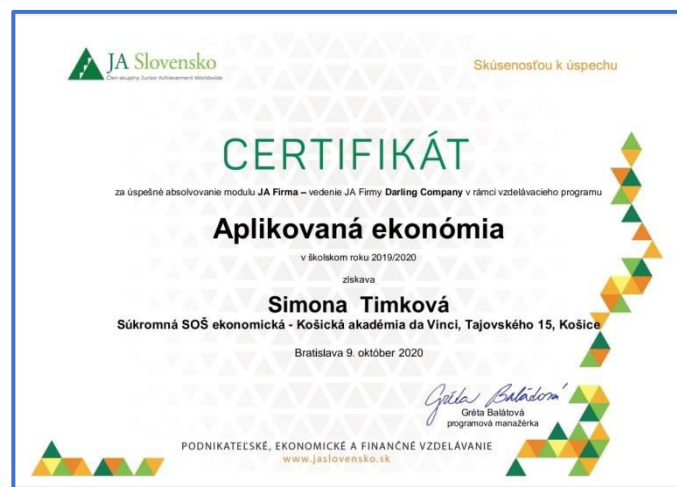 JA Slovensko
Člen skupiny Junior Achievement Worldwide
Skúsenosťou k úspechu
CERTIFIKÁT
za úspešné absolvovanie modulu JA Firma – vedenie JA Firmy Darling Company v rámci vzdelávacieho programu
Aplikovaná ekonómia
v školskom roku 2019/2020
získava
Simona Timková
Súkromná SOŠ ekonomická - Košická akadémia da Vinci, Tajovského 15, Košice
Bratislava 9. október 2020
Gréta Balátová
Gréta Balátová
programová manažérka
PODNIKATEĽSKÉ, EKONOMICKÉ A FINANČNÉ VZDELÁVANIE
www.jaslovensko.sk